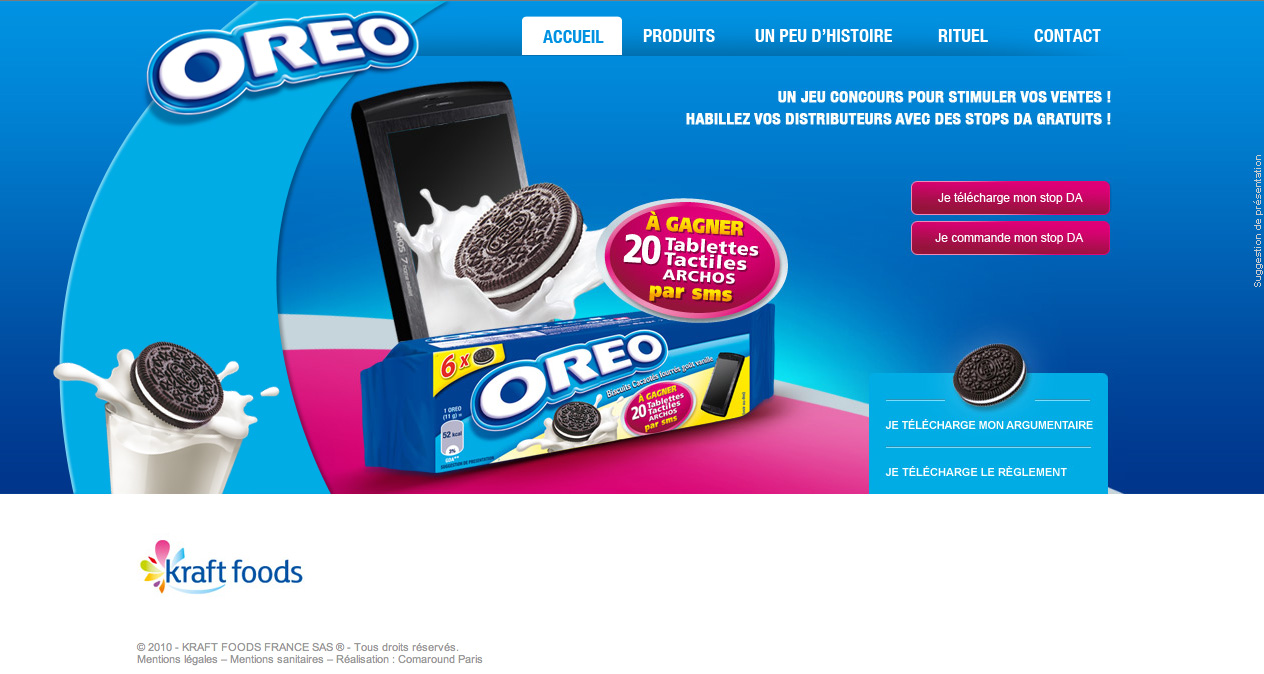 OREO
ACCUEIL
PRODUITS
UN PEU D'HISTOIRE
RITUEL
CONTACT
UN JEU CONCOURS POUR STIMULER VOS VENTES !
HABILLEZ VOS DISTRIBUTEURS AVEC DES STOPS DA GRATUITS !
Suggestion de présentation
Je télécharge mon stop DA
Je commande mon stop DA
ARCHOS 7
À GAGNER
20 Tablettes
Tactiles
ARCHOS
par sms
6 x
OREO
Biscuits Cacaotés fourrés goût vanille
1 OREO
(11 g) =
52 kcal
3%
GDA**
SUGGESTION DE PRÉSENTATION
À GAGNER
20 Tablettes
Tactiles
ARCHOS
par sms
JE TÉLÉCHARGE MON ARGUMENTAIRE
JE TÉLÉCHARGE LE RÈGLEMENT
kraft foods
© 2010 - KRAFT FOODS FRANCE SAS ® - Tous droits réservés.
Mentions légales – Mentions sanitaires – Réalisation : Comaround Paris